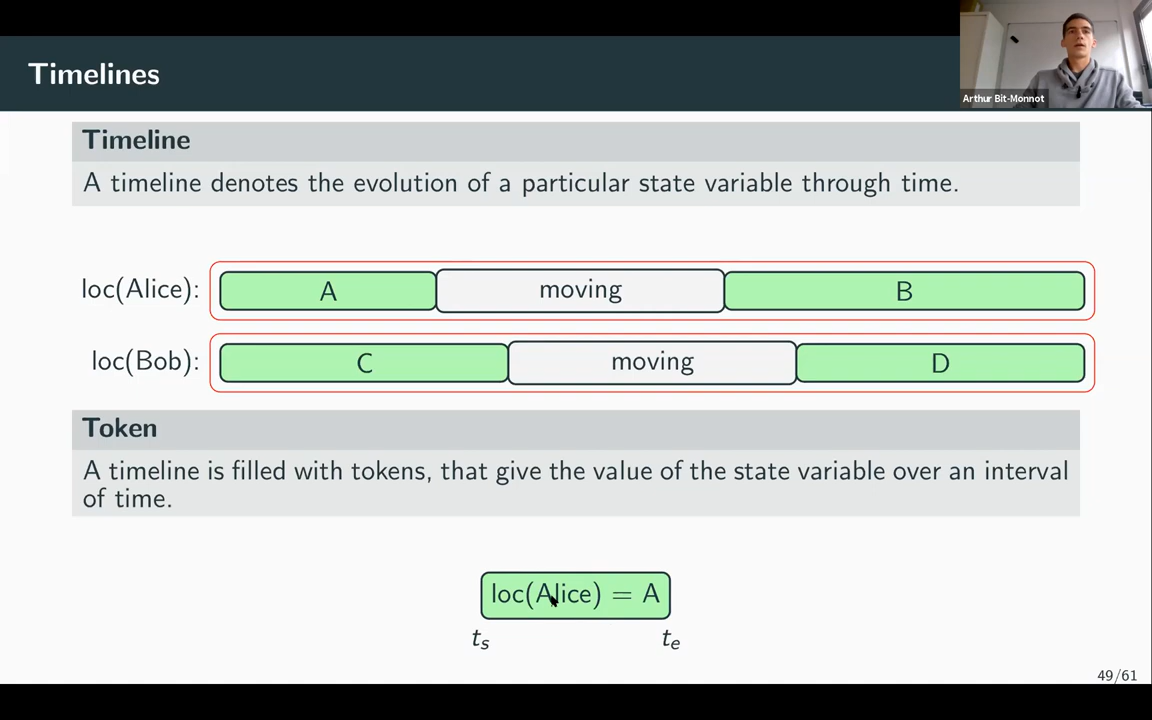 Timelines
Arthur Bit-Monnot
Timeline
A timeline denotes the evolution of a particular state variable through time.
loc(Alice): A moving B
loc(Bob): C moving D
Token
A timeline is filled with tokens, that give the value of the state variable over an interval
of time.
loc(Alice) = A
tₛ tₑ
49/61